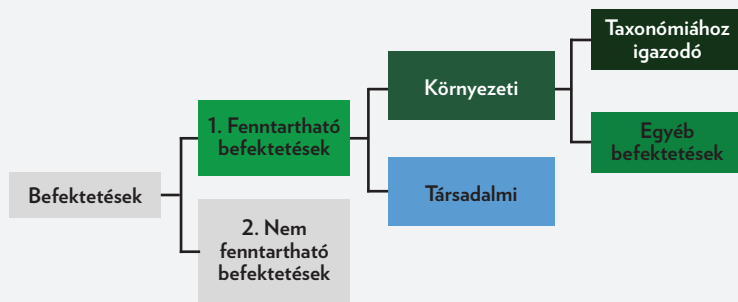 Befektetések
1. Fenntartható
befektetések
2. Nem
fenntartható
befektetések
Környezeti
Társadalmi
Taxonómiához
igazodó
Egyéb
befektetések